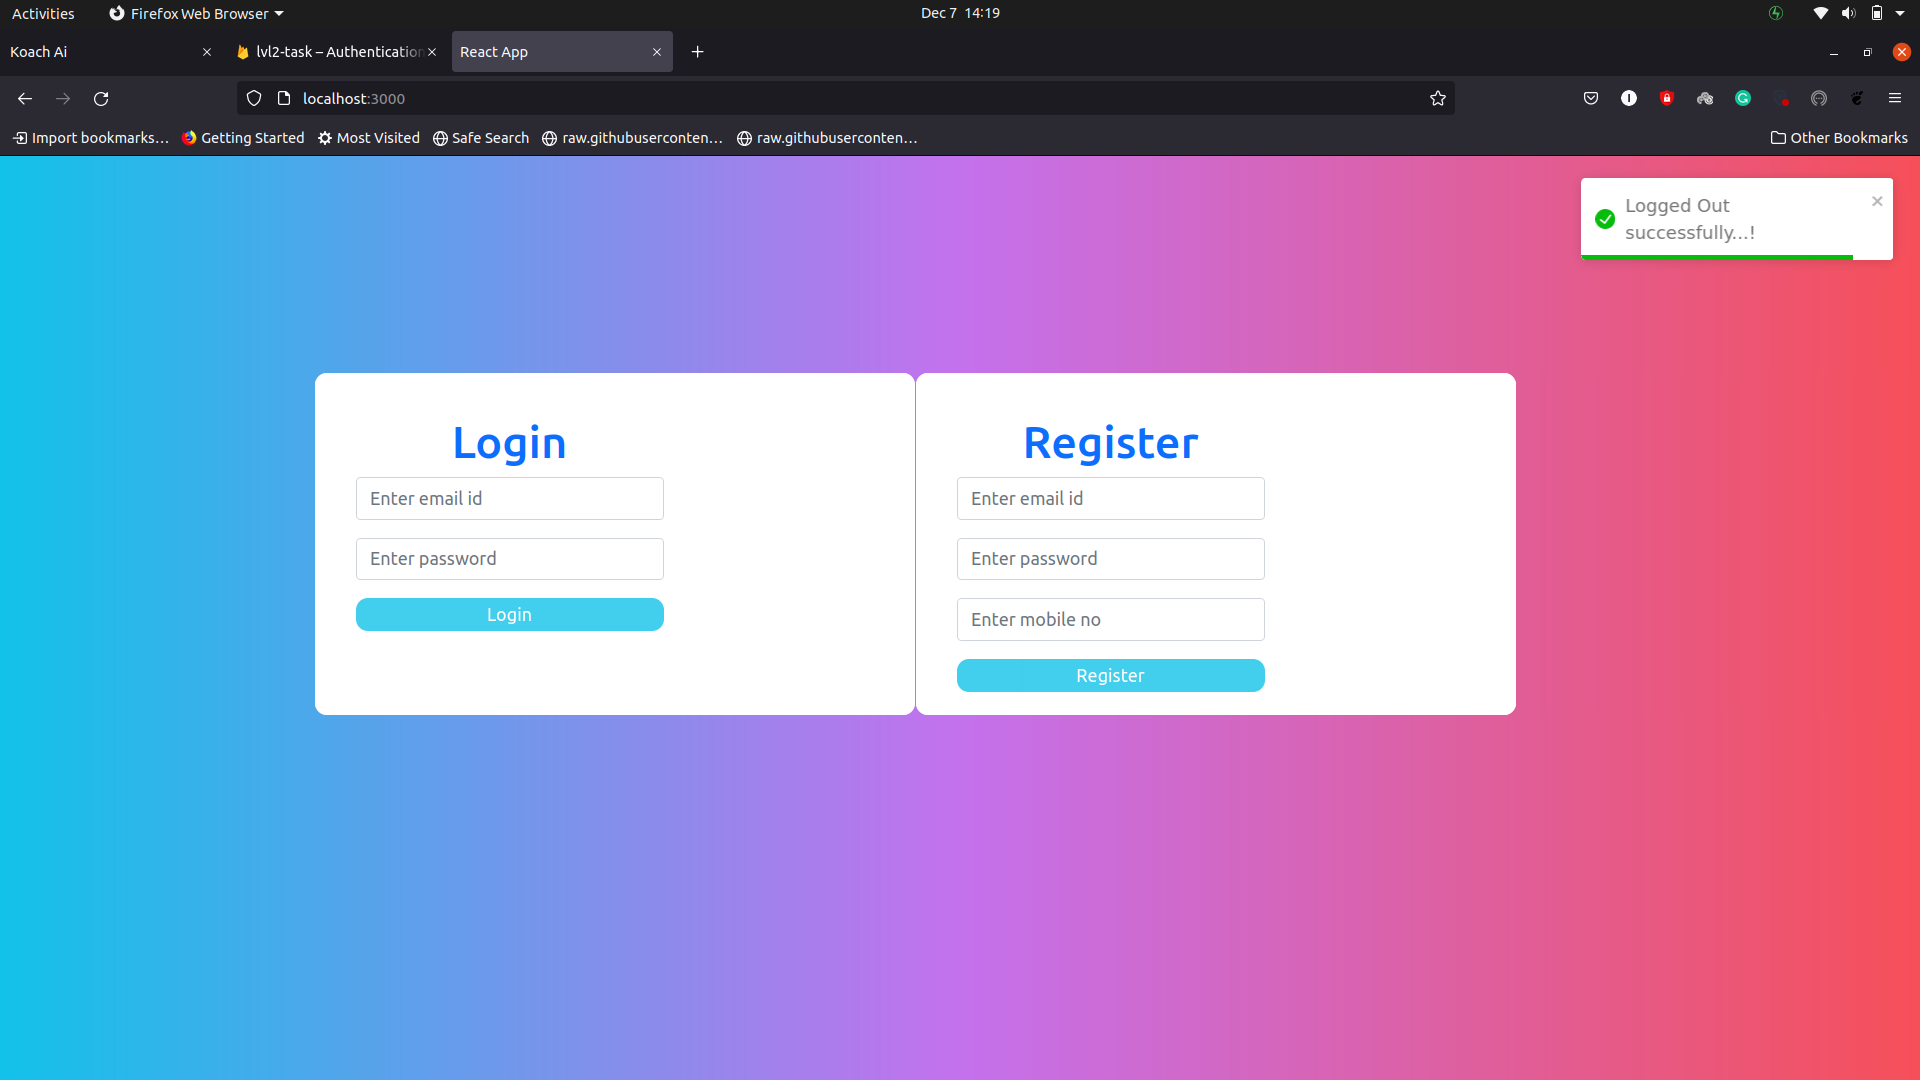 Activities
Firefox Web Browser
Dec 7 14:19
Koach Ai
lvl2-task – Authentication
React App
localhost:3000
Import bookmarks...
Getting Started
Most Visited
Safe Search
raw.githubuserconten...
raw.githubuserconten...
Other Bookmarks
Logged Out
successfully...!
Login
Enter email id
Enter password
Login
Register
Enter email id
Enter password
Enter mobile no
Register